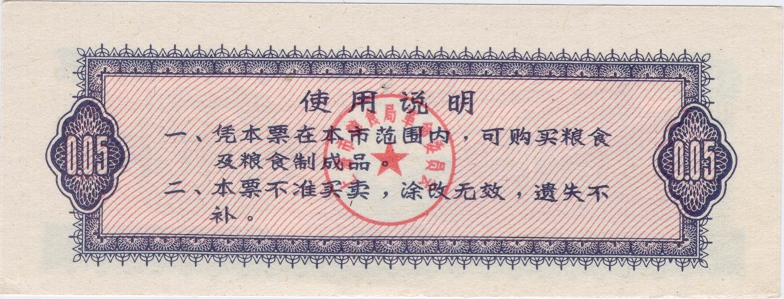 使用说明
一、凭本票在本市范围内，可购买粮食
及粮食制成品。
二、本票不准买卖，涂改无效，遗失不
补。
0.05
0.05